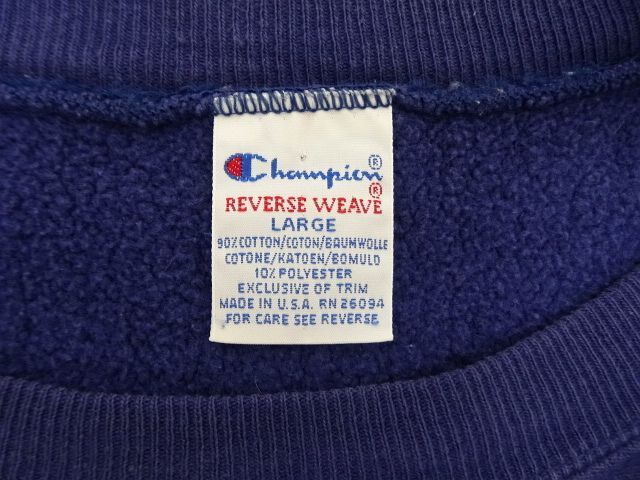 Champion®
REVERSE WEAVE®
LARGE
90% COTTON/COTON/BAUMWOLLE
COTONE/KATOEN/BOMULD
10% POLYESTER
EXCLUSIVE OF TRIM
MADE IN U.S.A. RN 26094
FOR CARE SEE REVERSE